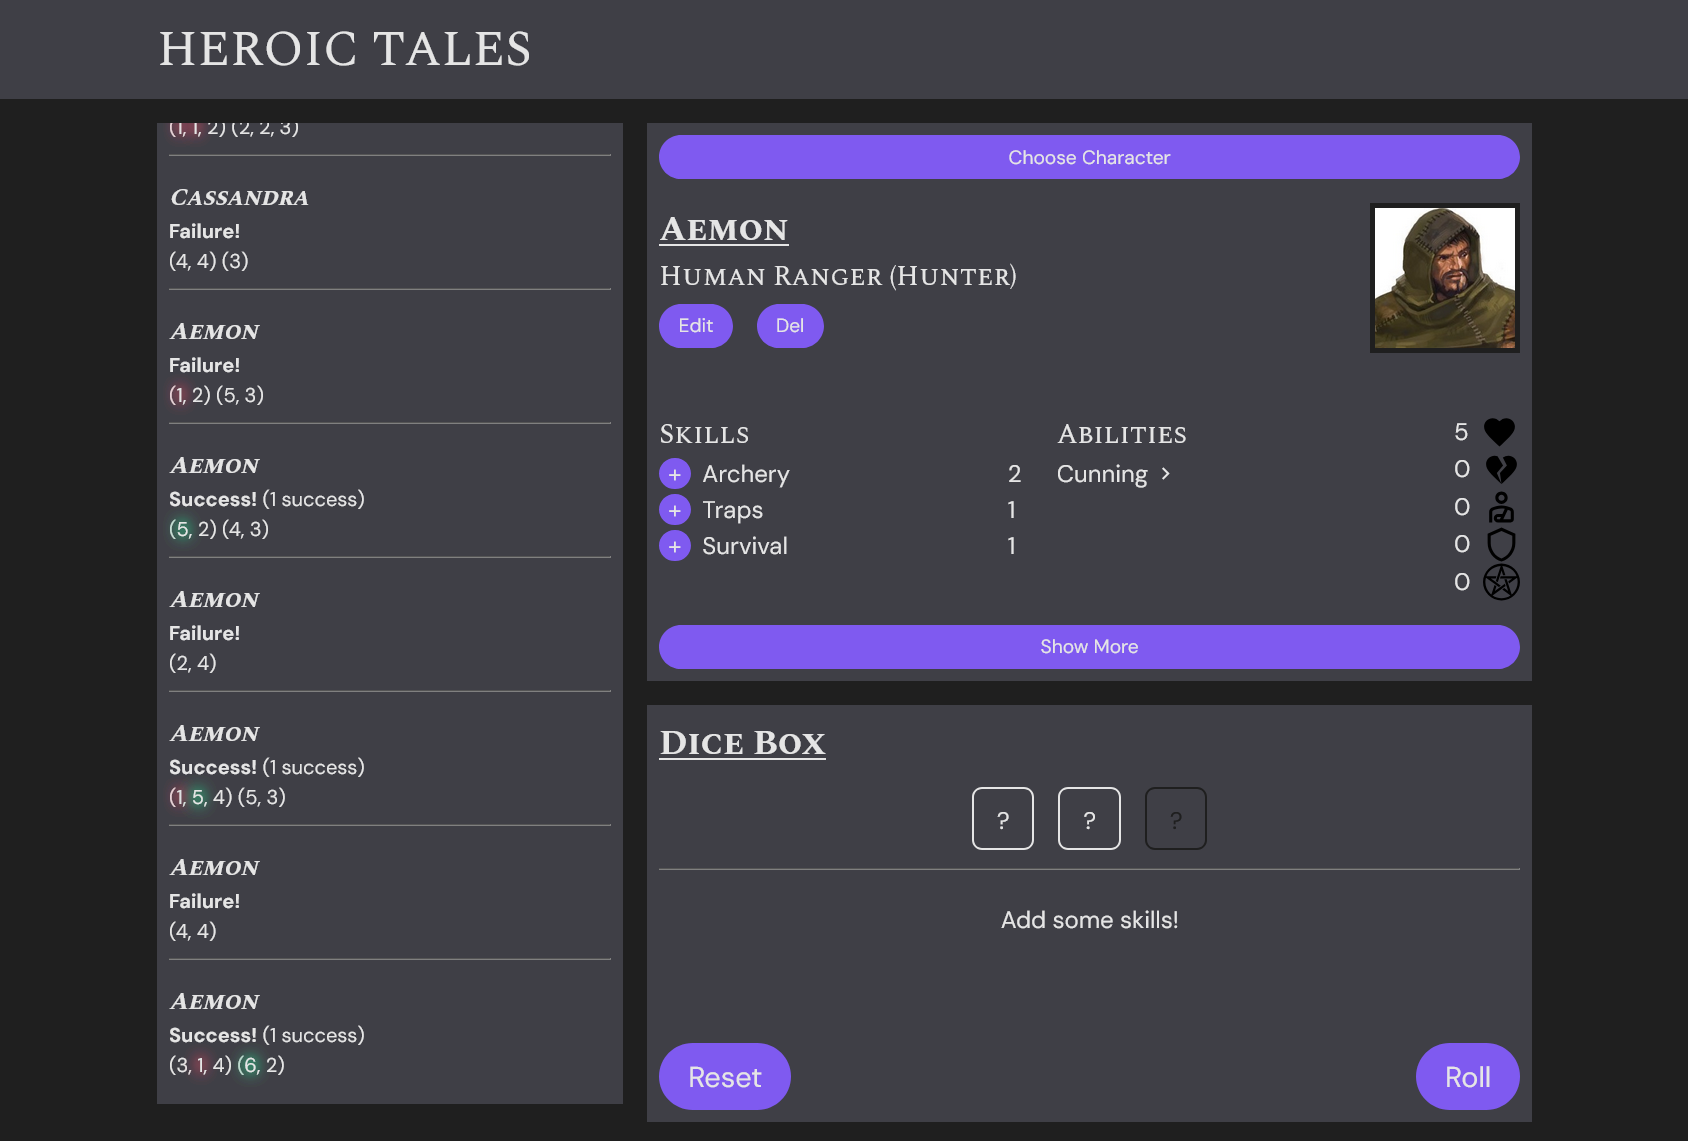 HEROIC TALES
(1, 1, 2) (2, 2, 3)
CASSANDRA
Failure!
(4, 4) (3)
AEMON
Failure!
(1, 2) (5, 3)
AEMON
Success! (1 success)
(5, 2) (4, 3)
AEMON
Failure!
(2, 4)
AEMON
Success! (1 success)
(1, 5, 4) (5, 3)
AEMON
Failure!
(4, 4)
AEMON
Success! (1 success)
(3, 1, 4) (6, 2)
Choose Character
AEMON
HUMAN RANGER (HUNTER)
Edit Del
SKILLS
+ Archery 2
+ Traps 1
+ Survival 1
ABILITIES
Cunning >
5
0
0
0
0
Show More
DICE BOX
? ? ?
Add some skills!
Reset Roll